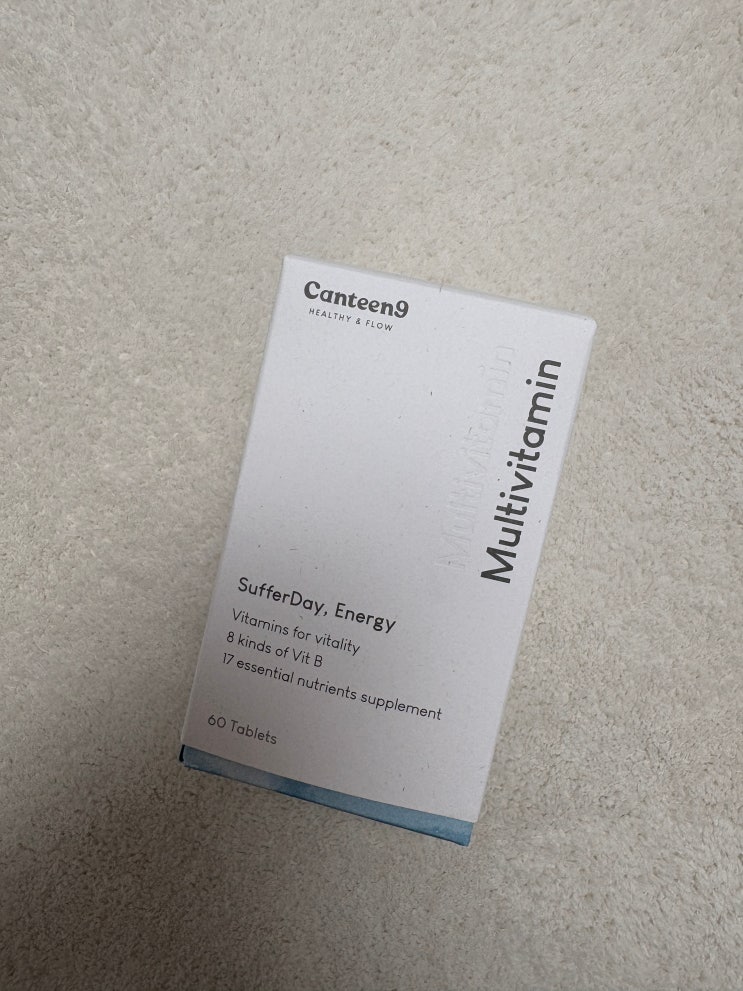 Canteen9
HEALTHY & FLOW
Multivitamin
Multivitamin
SufferDay, Energy
Vitamins for vitality
8 kinds of Vit B
17 essential nutrients supplement
60 Tablets